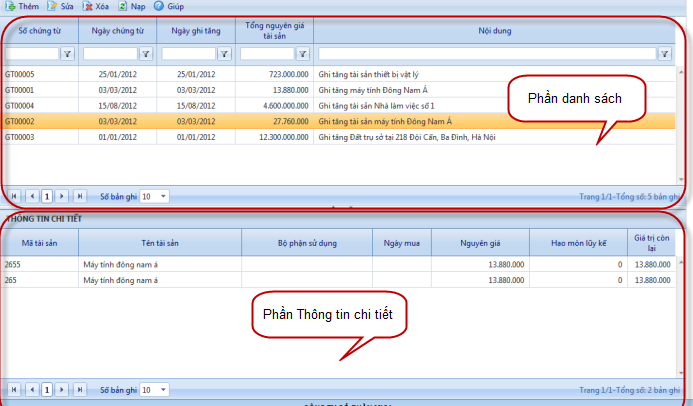 Thêm Sửa Xóa Nạp Giúp
Số chứng từ Ngày chứng từ Ngày ghi tăng Tổng nguyên giá tài sản Nội dung
GT00005 25/01/2012 25/01/2012 723.000.000 Ghi tăng tài sản thiết bị vật lý
GT00001 03/03/2012 03/03/2012 13.880.000 Ghi tăng máy tính Đông Nam Á
GT00004 15/08/2012 15/08/2012 4.600.000.000 Ghi tăng tài sản Nhà làm việc số 1
GT00002 03/03/2012 03/03/2012 27.760.000 Ghi tăng tài sản máy tính Đông Nam Á
GT00003 01/01/2012 01/01/2012 12.300.000.000 Ghi tăng Đất trụ sở tại 218 Đội Cấn, Ba Đình, Hà Nội
Phần danh sách
1 Số bản ghi 10 Trang 1/1-Tổng số: 5 bản ghi
THÔNG TIN CHI TIẾT
Mã tài sản Tên tài sản Bộ phận sử dụng Ngày mua Nguyên giá Hao mòn lũy kế Giá trị còn lại
2655 Máy tính đông nam á 13.880.000 0 13.880.000
265 Máy tính đông nam á 13.880.000 0 13.880.000
Phần Thông tin chi tiết
1 Số bản ghi 10 Trang 1/1-Tổng số: 2 bản ghi